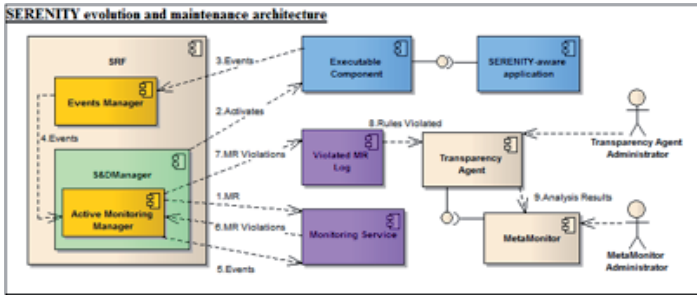 SERENITY evolution and maintenance architecture
SRF
Events Manager
3.Events
Executable
Component
SERENITY-aware
application
2.Activates
4.Events
8.Rules Violated
7.MR Violations
Violated MR
Log
Transparency
Agent
Transparency Agent
Administrator
S&DManager
Active Monitoring
Manager
1.MR
6.MR Violations
Monitoring Service
9.Analysis Results
MetaMonitor
MetaMonitor
Administrator
5.Events